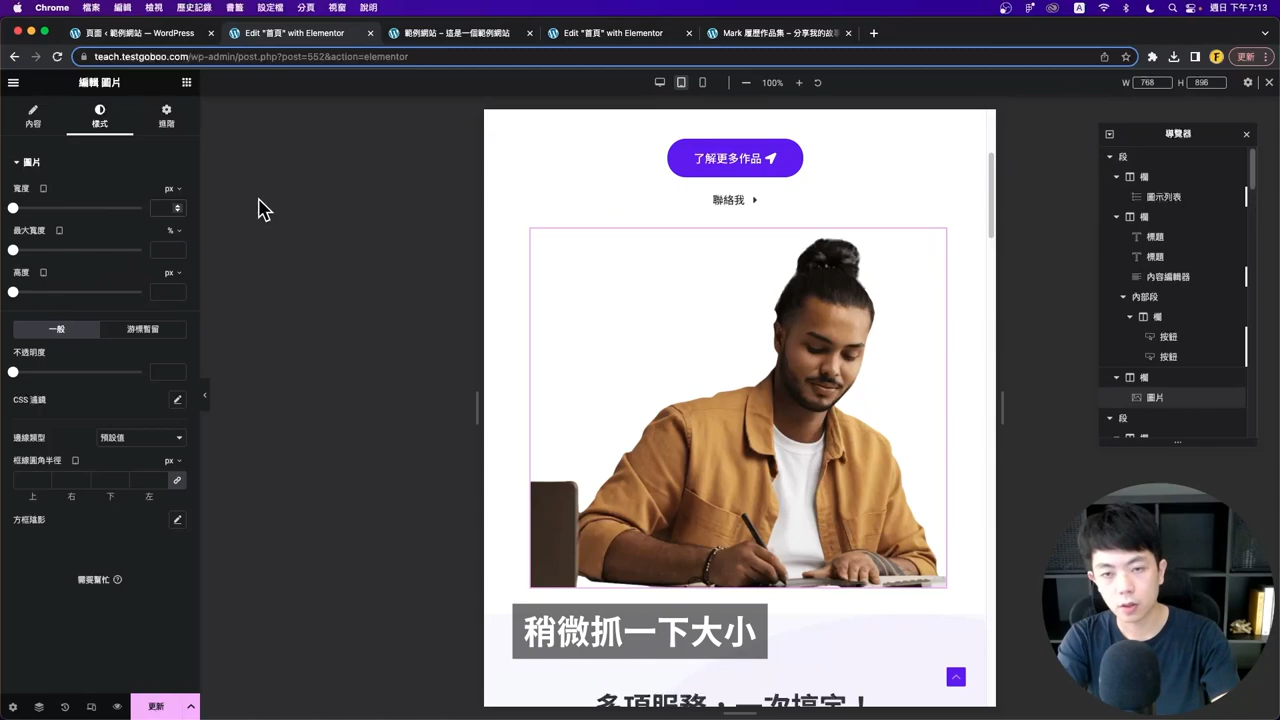 Chrome 檔案 編輯 檢視 歷史記錄 書籤 設定檔 分頁 視窗 說明
A 週日下午7:13
頁面 ‹ 範例網站 — WordPress
Edit "首頁" with Elementor
範例網站 – 這是一個範例網站
Edit "首頁" with Elementor
Mark 履歷作品集 – 分享我的故事
teach.testgoboo.com/wp-admin/post.php?post=552&action=elementor
更新
編輯 圖片
100%
W 768 H 896
內容
樣式
進階
圖片
寬度 px
最大寬度 %
高度 px
一般
游標暫留
不透明度
CSS 濾鏡
邊線類型 預設值
框線圓角半徑 px
上 右 下 左
方框陰影
需要幫忙
更新
了解更多作品
聯絡我
稍微抓一下大小
多項服務，一次搞定！
導覽器
段
欄
圖示列表
欄
標題
標題
內容編輯器
內部段
欄
按鈕
按鈕
欄
圖片
段
欄